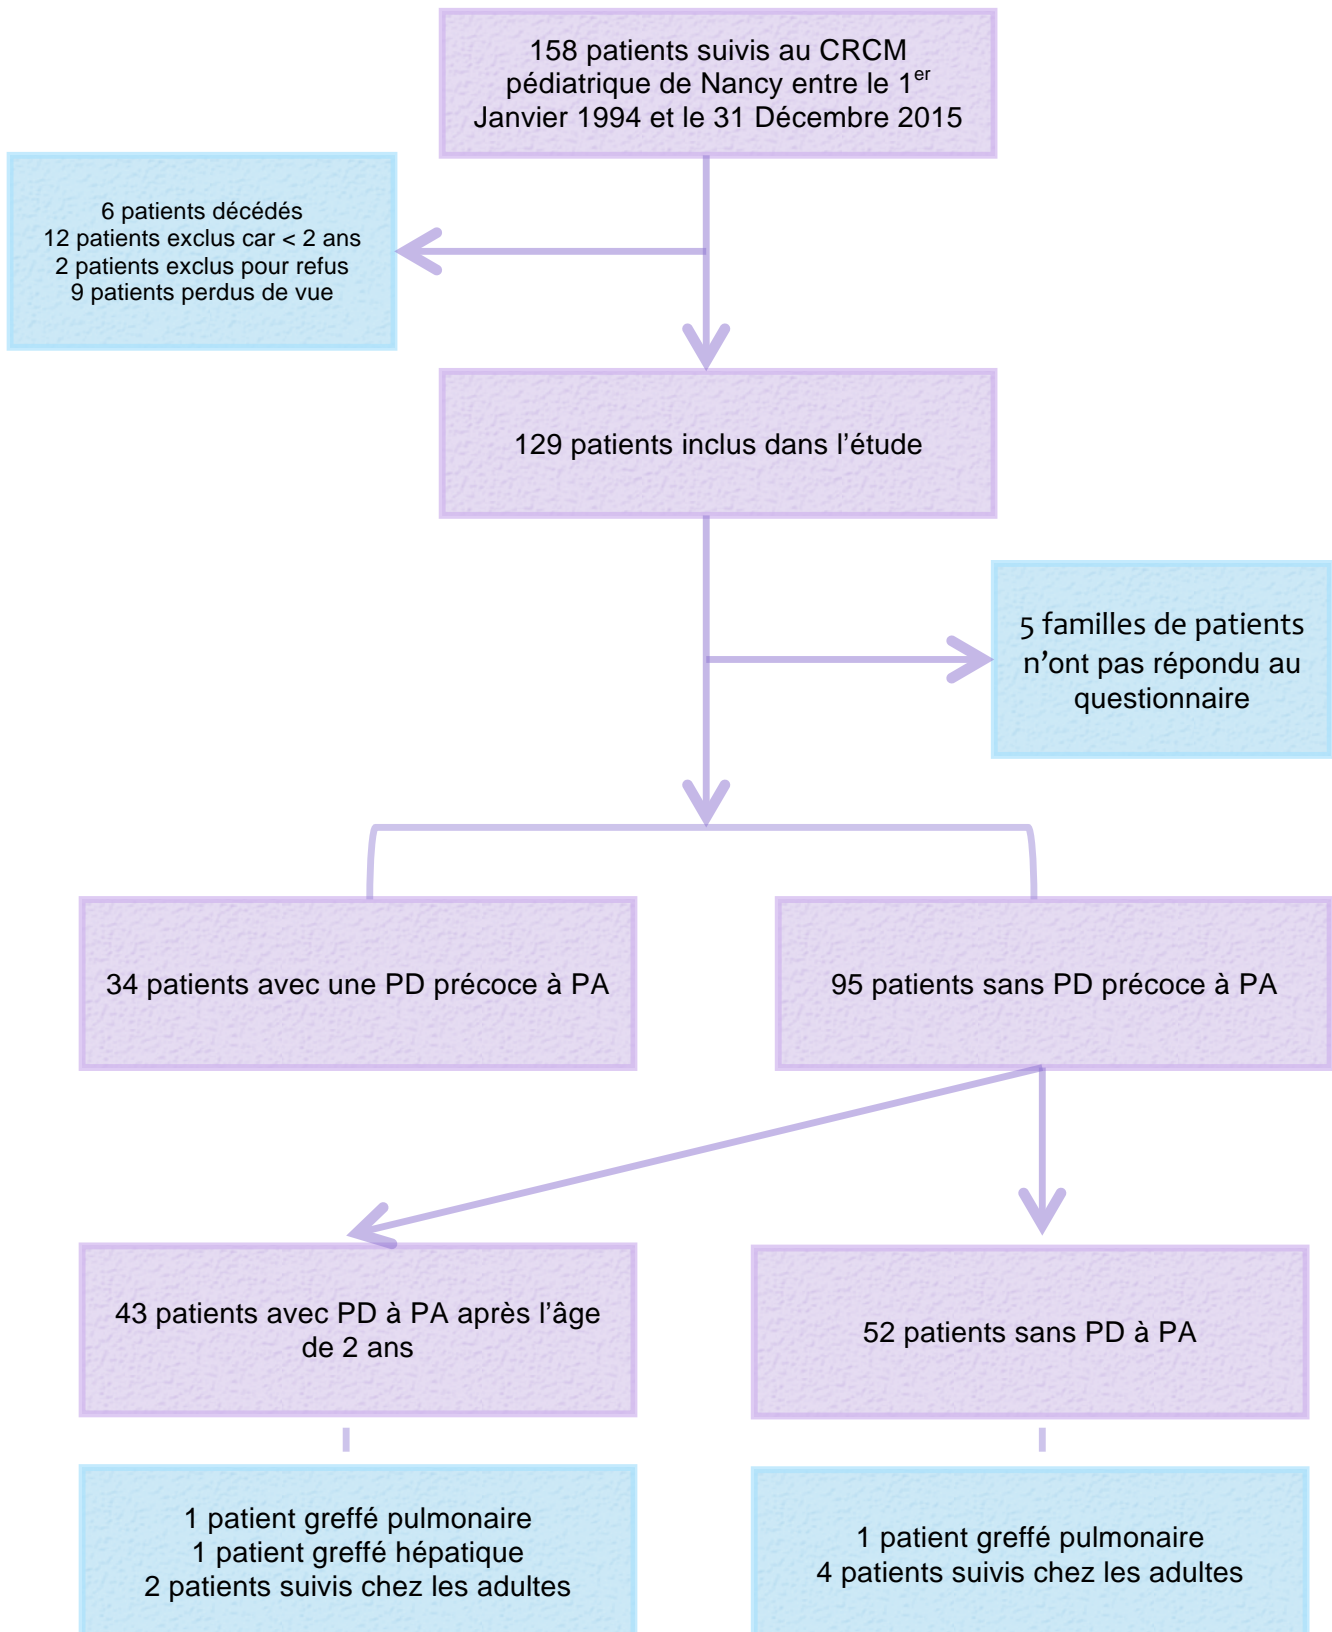 158 patients suivis au CRCM
pédiatrique de Nancy entre le 1er
Janvier 1994 et le 31 Décembre 2015
6 patients décédés
12 patients exclus car < 2 ans
2 patients exclus pour refus
9 patients perdus de vue
129 patients inclus dans l’étude
5 familles de patients
n’ont pas répondu au
questionnaire
34 patients avec une PD précoce à PA
95 patients sans PD précoce à PA
43 patients avec PD à PA après l’âge
de 2 ans
52 patients sans PD à PA
1 patient greffé pulmonaire
1 patient greffé hépatique
2 patients suivis chez les adultes
1 patient greffé pulmonaire
4 patients suivis chez les adultes